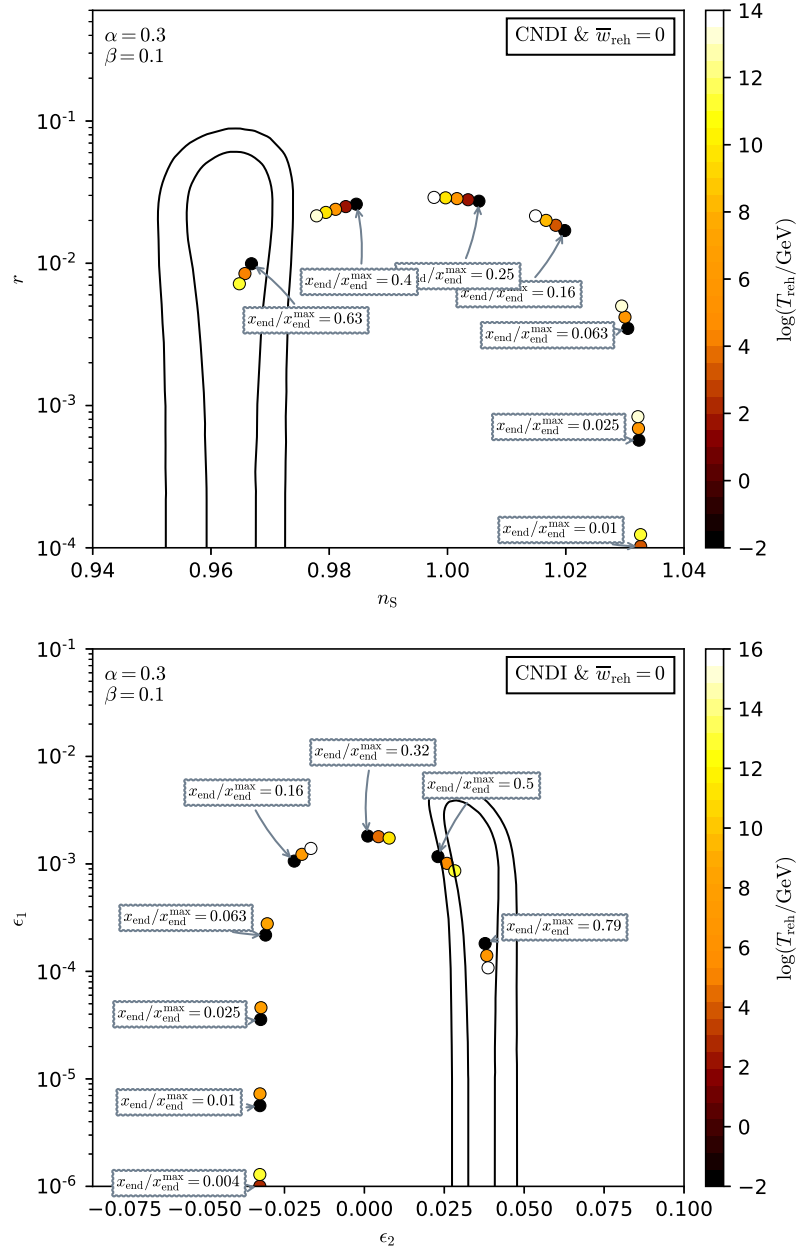 α = 0.3
β = 0.1
CNDI & w̅_reh = 0
10^-1
10^-2
10^-3
10^-4
r
x_end/x_end^max = 0.63
x_end/x_end^max = 0.4
d/x_end^max = 0.25
x_end/x_end^max = 0.16
x_end/x_end^max = 0.063
x_end/x_end^max = 0.025
x_end/x_end^max = 0.01
0.94 0.96 0.98 1.00 1.02 1.04
n_S
14
12
10
8
6
4
2
0
−2
log(T_reh/GeV)
α = 0.3
β = 0.1
CNDI & w̅_reh = 0
10^-1
10^-2
10^-3
10^-4
10^-5
10^-6
ϵ_1
x_end/x_end^max = 0.32
x_end/x_end^max = 0.16
x_end/x_end^max = 0.5
x_end/x_end^max = 0.063
x_end/x_end^max = 0.79
x_end/x_end^max = 0.025
x_end/x_end^max = 0.01
x_end/x_end^max = 0.004
−0.075 −0.050 −0.025 0.000 0.025 0.050 0.075 0.100
ϵ_2
16
14
12
10
8
6
4
2
0
−2
log(T_reh/GeV)